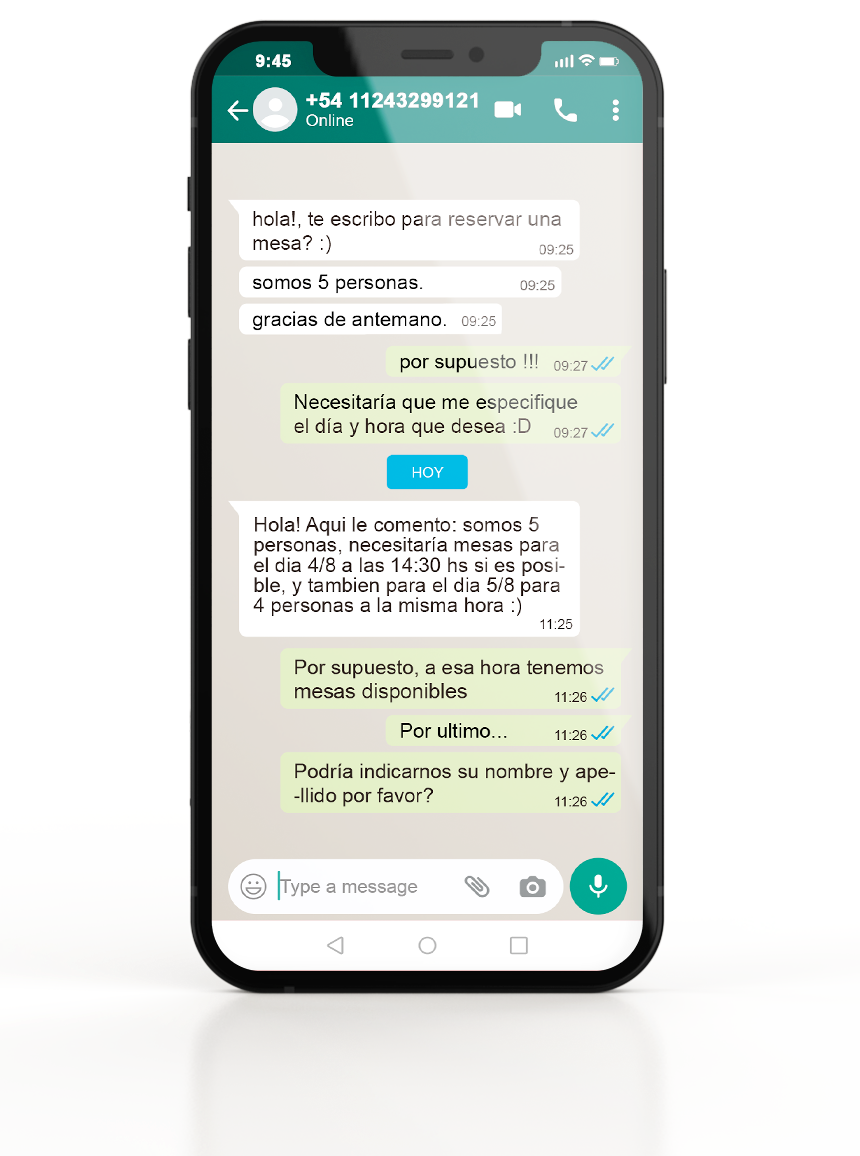 9:45
+54 11243299121
Online
hola!, te escribo para reservar una
mesa? :)
09:25
somos 5 personas.
09:25
gracias de antemano.
09:25
por supuesto !!!
09:27
Necesitaría que me especifique
el día y hora que desea :D
09:27
HOY
Hola! Aqui le comento: somos 5
personas, necesitaría mesas para
el dia 4/8 a las 14:30 hs si es posi-
ble, y tambien para el dia 5/8 para
4 personas a la misma hora :)
11:25
Por supuesto, a esa hora tenemos
mesas disponibles
11:26
Por ultimo...
11:26
Podría indicarnos su nombre y ape-
-llido por favor?
11:26
Type a message